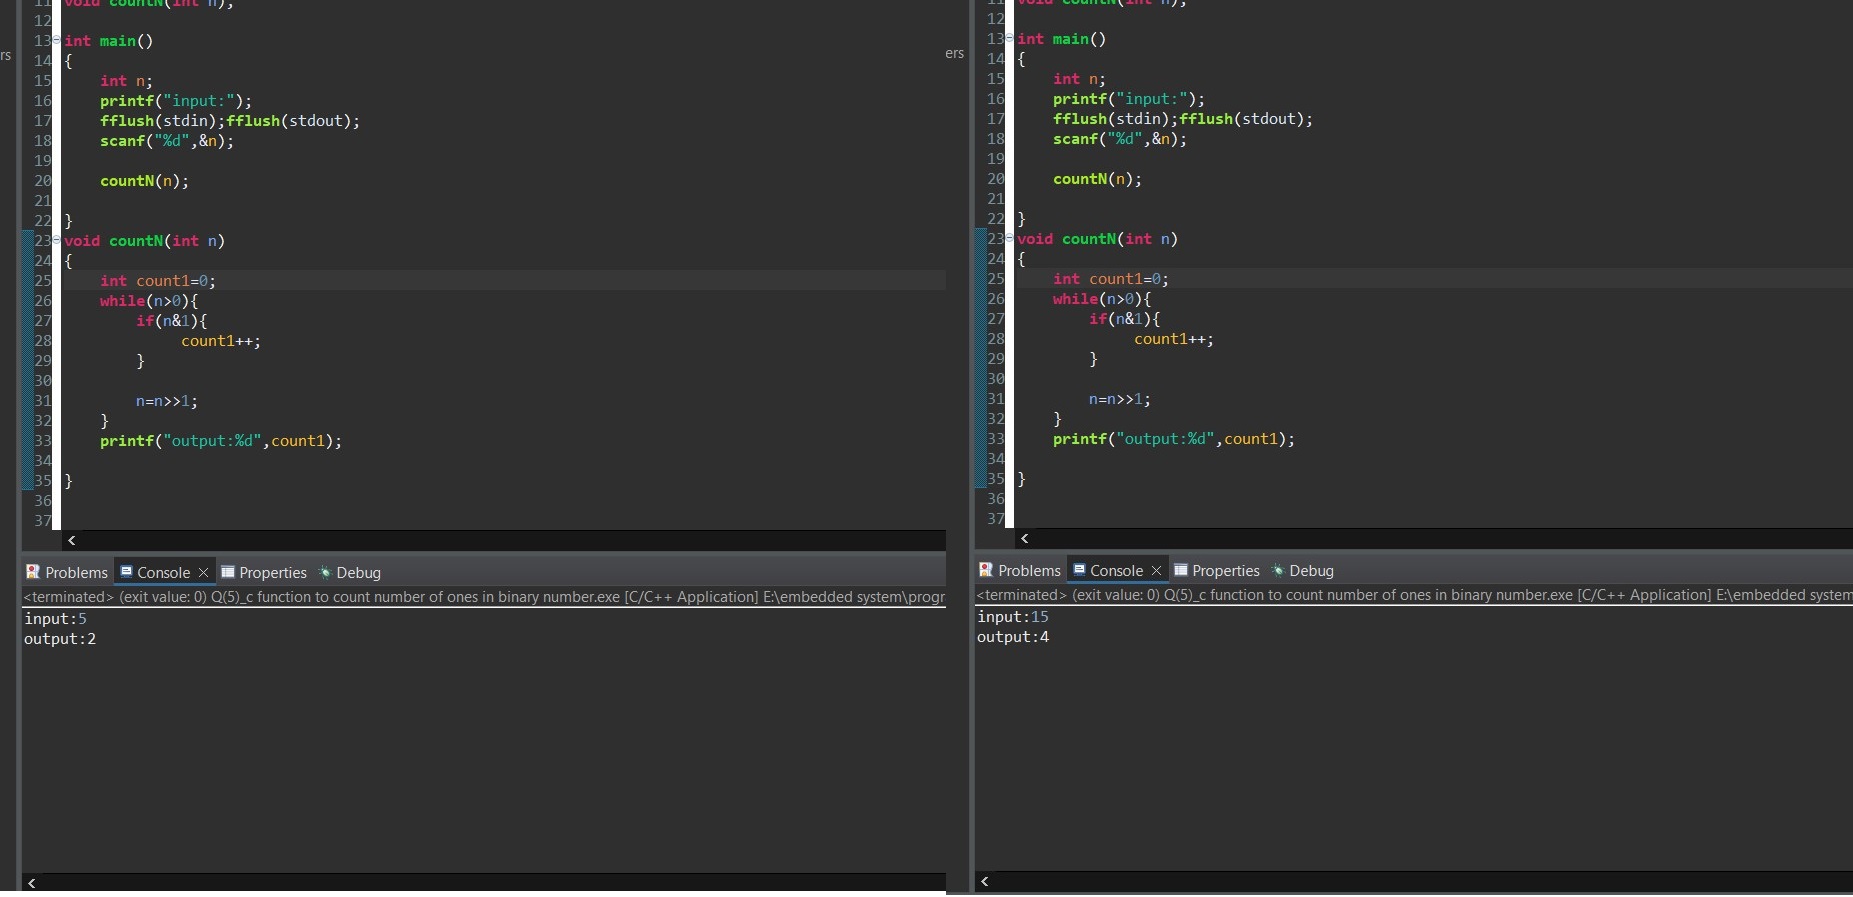 11 void countN(int n);
12
13 int main()
14 {
15 int n;
16 printf("input:");
17 fflush(stdin);fflush(stdout);
18 scanf("%d",&n);
19
20 countN(n);
21
22 }
23 void countN(int n)
24 {
25 int count1=0;
26 while(n>0){
27 if(n&1){
28 count1++;
29 }
30
31 n=n>>1;
32 }
33 printf("output:%d",count1);
34
35 }
36
37
rs
Problems Console Properties Debug
<terminated> (exit value: 0) Q(5)_c function to count number of ones in binary number.exe [C/C++ Application] E:\embedded system\progr
input:5
output:2
11 void countN(int n);
12
13 int main()
14 {
15 int n;
16 printf("input:");
17 fflush(stdin);fflush(stdout);
18 scanf("%d",&n);
19
20 countN(n);
21
22 }
23 void countN(int n)
24 {
25 int count1=0;
26 while(n>0){
27 if(n&1){
28 count1++;
29 }
30
31 n=n>>1;
32 }
33 printf("output:%d",count1);
34
35 }
36
37
ers
Problems Console Properties Debug
<terminated> (exit value: 0) Q(5)_c function to count number of ones in binary number.exe [C/C++ Application] E:\embedded system
input:15
output:4